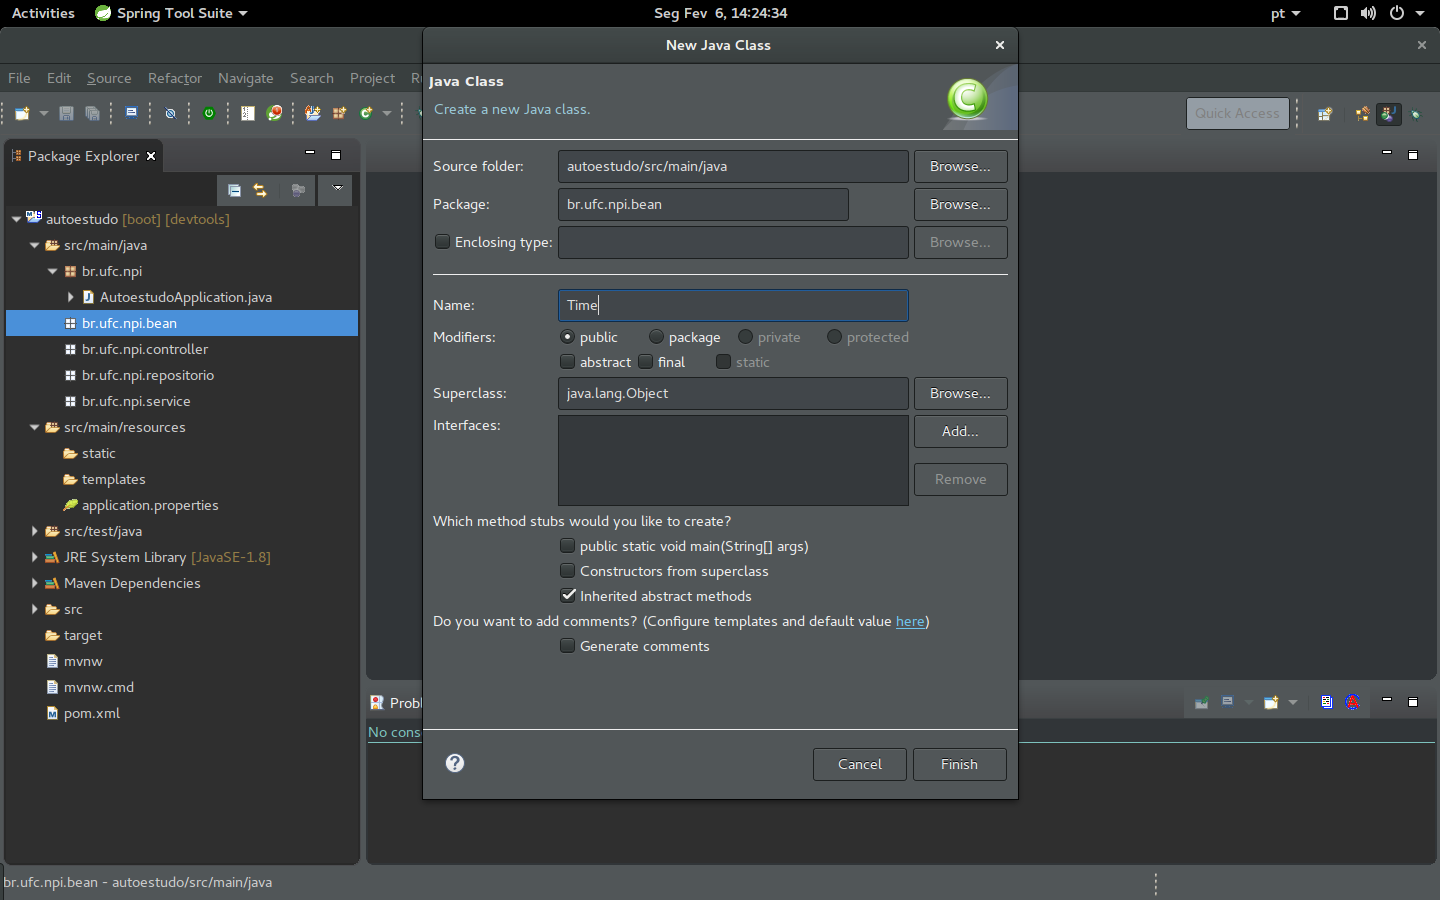 Activities Spring Tool Suite Seg Fev 6, 14:24:34 pt
New Java Class
File Edit Source Refactor Navigate Search Project
Java Class
Create a new Java class.
Quick Access
Package Explorer
Source folder: autoestudo/src/main/java Browse...
Package: br.ufc.npi.bean Browse...
Enclosing type: Browse...
autoestudo [boot] [devtools]
src/main/java
br.ufc.npi
AutoestudoApplication.java
br.ufc.npi.bean
br.ufc.npi.controller
br.ufc.npi.repositorio
br.ufc.npi.service
src/main/resources
static
templates
application.properties
src/test/java
JRE System Library [JavaSE-1.8]
Maven Dependencies
src
target
mvnw
mvnw.cmd
pom.xml
Name: Time
Modifiers: public package private protected
abstract final static
Superclass: java.lang.Object Browse...
Interfaces: Add...
Remove
Which method stubs would you like to create?
public static void main(String[] args)
Constructors from superclass
Inherited abstract methods
Do you want to add comments? (Configure templates and default value here)
Generate comments
Cancel Finish
Probl
No cons
br.ufc.npi.bean - autoestudo/src/main/java